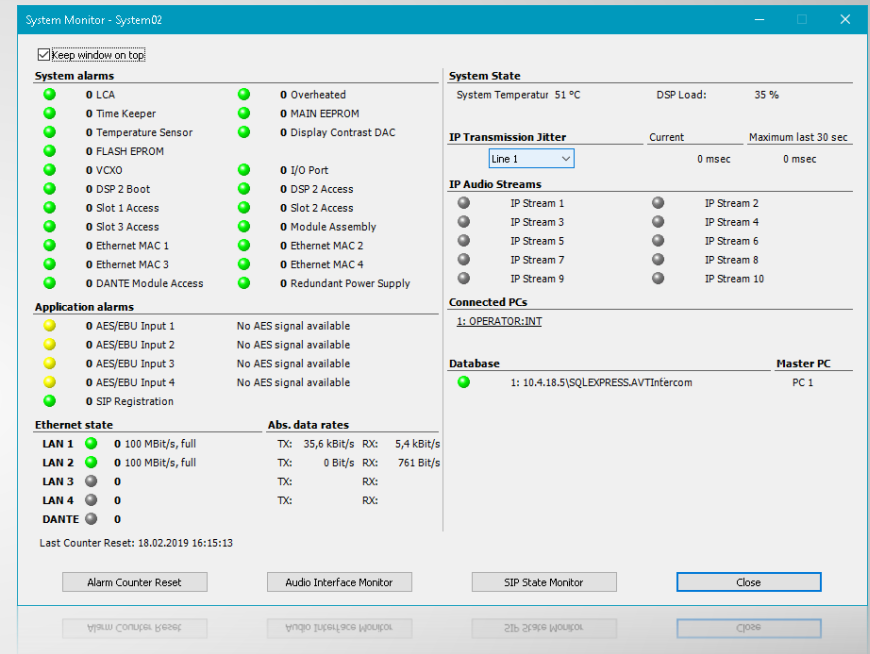 System Monitor - System02
Keep window on top
System alarms
0 LCA 0 Overheated
0 Time Keeper 0 MAIN EEPROM
0 Temperature Sensor 0 Display Contrast DAC
0 FLASH EPROM
0 VCXO 0 I/O Port
0 DSP 2 Boot 0 DSP 2 Access
0 Slot 1 Access 0 Slot 2 Access
0 Slot 3 Access 0 Module Assembly
0 Ethernet MAC 1 0 Ethernet MAC 2
0 Ethernet MAC 3 0 Ethernet MAC 4
0 DANTE Module Access 0 Redundant Power Supply
Application alarms
0 AES/EBU Input 1 No AES signal available
0 AES/EBU Input 2 No AES signal available
0 AES/EBU Input 3 No AES signal available
0 AES/EBU Input 4 No AES signal available
0 SIP Registration
Ethernet state Abs. data rates
LAN 1 0 100 MBit/s, full TX: 35,6 kBit/s RX: 5,4 kBit/s
LAN 2 0 100 MBit/s, full TX: 0 Bit/s RX: 761 Bit/s
LAN 3 0 TX: RX:
LAN 4 0 TX: RX:
DANTE 0
Last Counter Reset: 18.02.2019 16:15:13
System State
System Temperatur 51 °C DSP Load: 35 %
IP Transmission Jitter Current Maximum last 30 sec
Line 1 0 msec 0 msec
IP Audio Streams
IP Stream 1 IP Stream 2
IP Stream 3 IP Stream 4
IP Stream 5 IP Stream 6
IP Stream 7 IP Stream 8
IP Stream 9 IP Stream 10
Connected PCs
1: OPERATOR:INT
Database Master PC
1: 10.4.18.5\SQLEXPRESS.AVTIntercom PC 1
Alarm Counter Reset Audio Interface Monitor SIP State Monitor Close